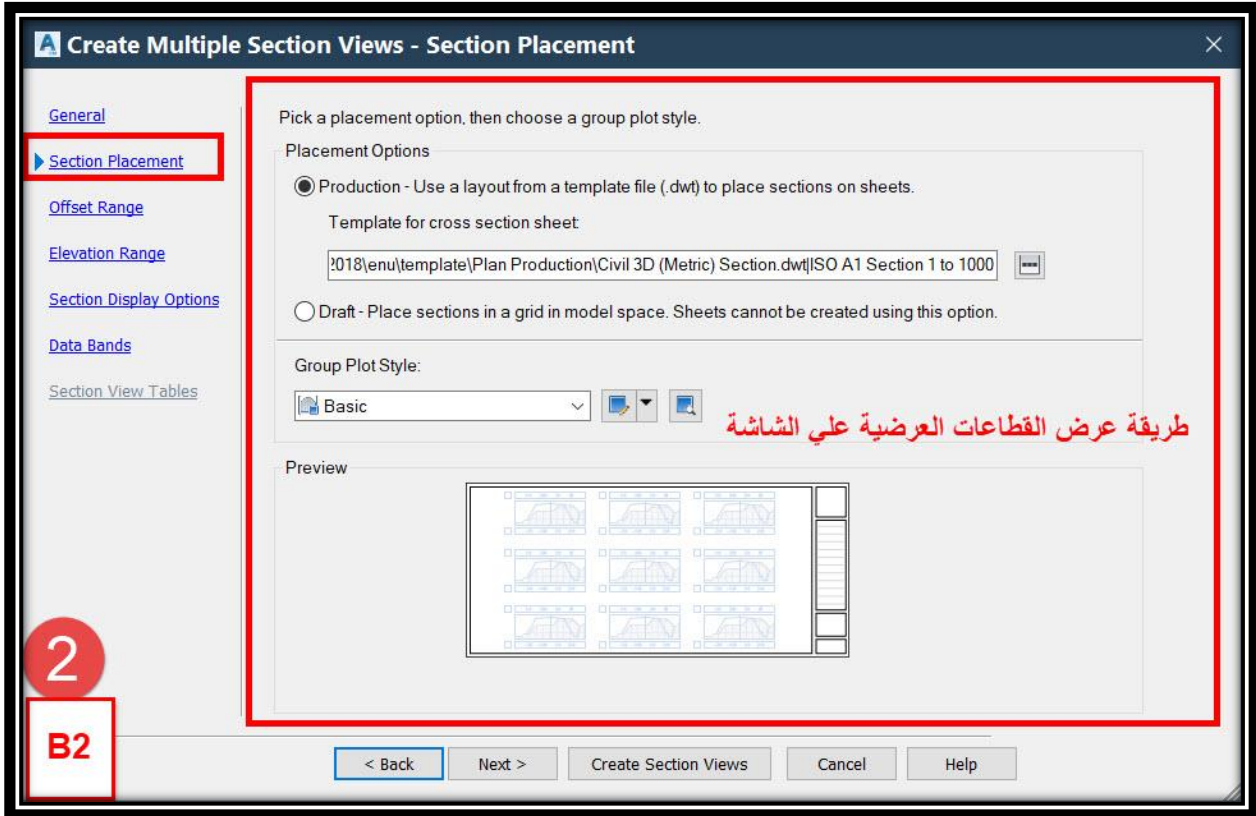 Create Multiple Section Views - Section Placement
General
Section Placement
Offset Range
Elevation Range
Section Display Options
Data Bands
Section View Tables
Pick a placement option, then choose a group plot style.
Placement Options
Production - Use a layout from a template file (.dwt) to place sections on sheets.
Template for cross section sheet:
2018\enu\template\Plan Production\Civil 3D (Metric) Section.dwt|ISO A1 Section 1 to 1000
Draft - Place sections in a grid in model space. Sheets cannot be created using this option.
Group Plot Style:
Basic
طريقة عرض القطاعات العرضية علي الشاشة
Preview
2
B2
< Back
Next >
Create Section Views
Cancel
Help